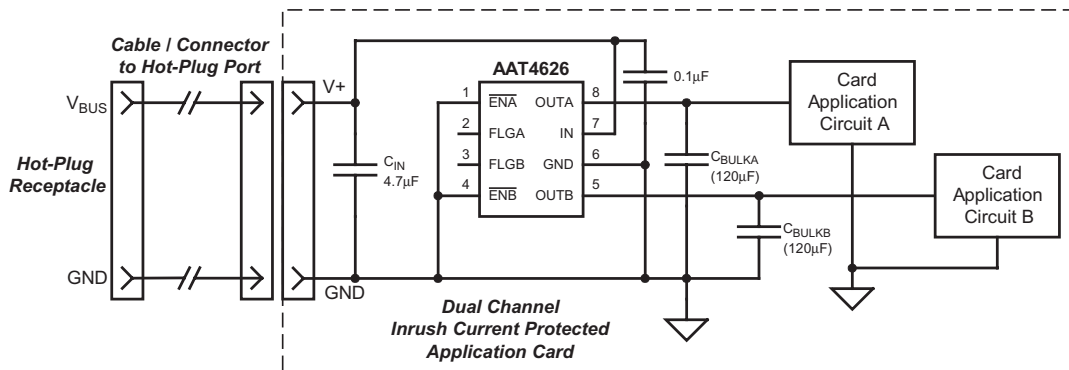 Cable / Connector
to Hot-Plug Port
V+
AAT4626
0.1μF
Card
Application
Circuit A
VBUS
1 ENA OUTA 8
2 FLGA IN 7
3 FLGB GND 6
4 ENB OUTB 5
Hot-Plug
Receptacle
CIN
4.7μF
CBULKA
(120μF)
Card
Application
Circuit B
CBULKB
(120μF)
GND
GND
Dual Channel
Inrush Current Protected
Application Card